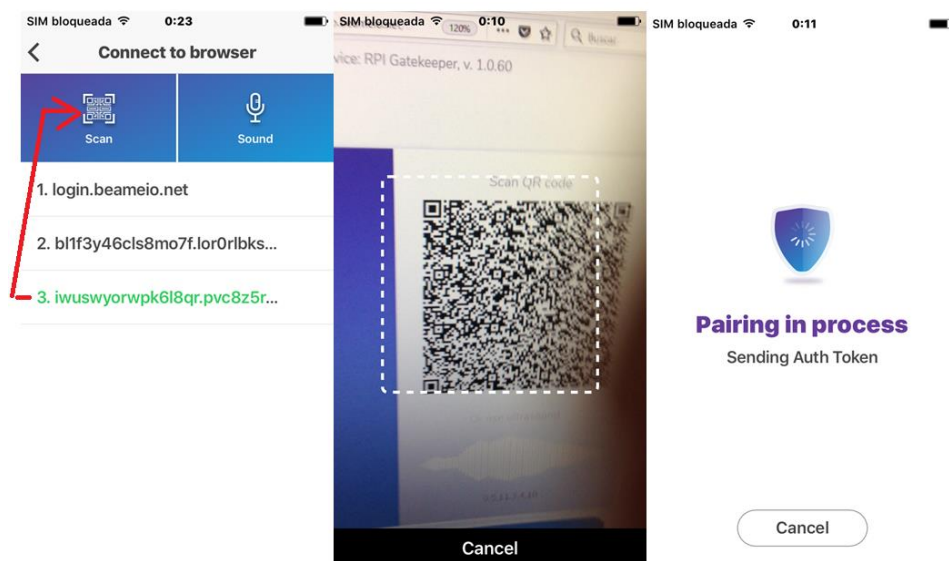 SIM bloqueada 0:23
Connect to browser
Scan
Sound
1. login.beameio.net
2. bl1f3y46cls8mo7f.lor0rlbks...
3. iwuswyorwpk6l8qr.pvc8z5r...
SIM bloqueada 0:10
120% ... Buscar
vice: RPI Gatekeeper, v. 1.0.60
Scan QR code
Cancel
SIM bloqueada 0:11
Pairing in process
Sending Auth Token
Cancel